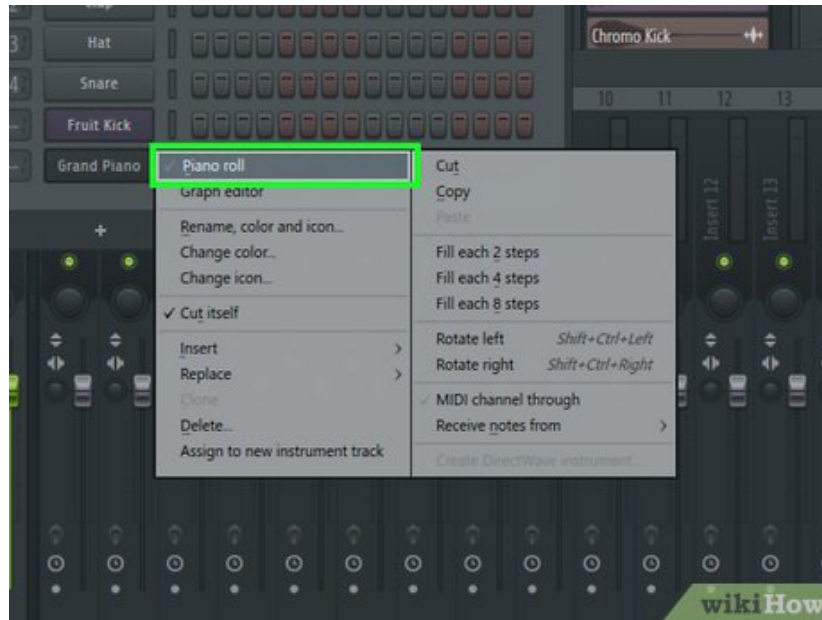 3
Hat
Chromo Kick
4
Snare
10
11
12
13
Fruit Kick
Grand Piano
Piano roll
Graph editor
Rename, color and icon...
Change color...
Change icon...
✓ Cut itself
Insert >
Replace >
Clone
Delete...
Assign to new instrument track
Cut
Copy
Paste
Fill each 2 steps
Fill each 4 steps
Fill each 8 steps
Rotate left Shift+Ctrl+Left
Rotate right Shift+Ctrl+Right
MIDI channel through
Receive notes from >
Create DirectWave instrument...
Insert 12
Insert 13
+
wikiHow